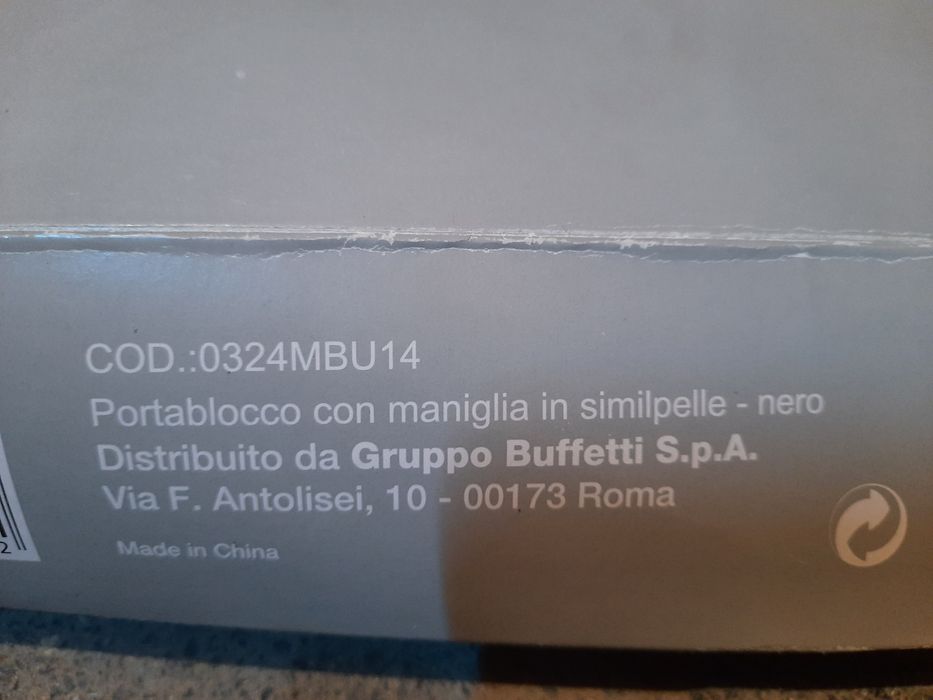 COD.:0324MBU14
Portablocco con maniglia in similpelle - nero
Distribuito da Gruppo Buffetti S.p.A.
Via F. Antolisei, 10 - 00173 Roma
Made in China
2